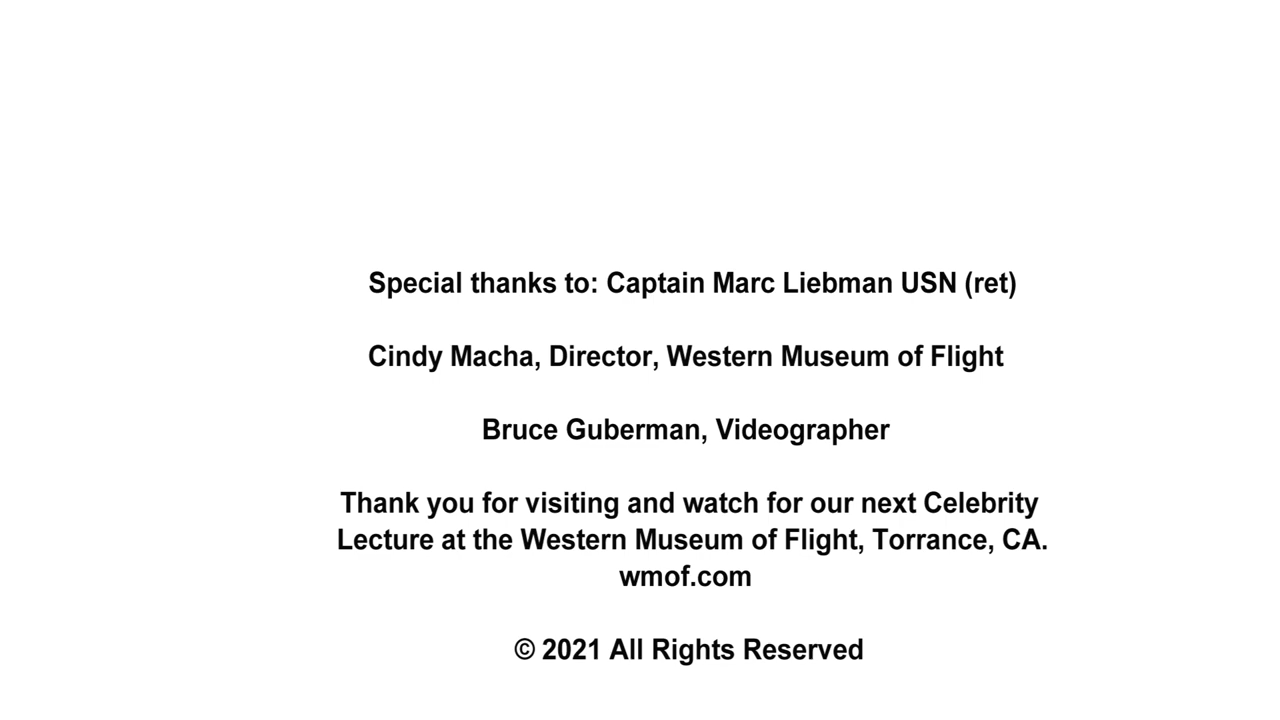 Special thanks to: Captain Marc Liebman USN (ret)
Cindy Macha, Director, Western Museum of Flight
Bruce Guberman, Videographer
Thank you for visiting and watch for our next Celebrity
Lecture at the Western Museum of Flight, Torrance, CA.
wmof.com
© 2021 All Rights Reserved